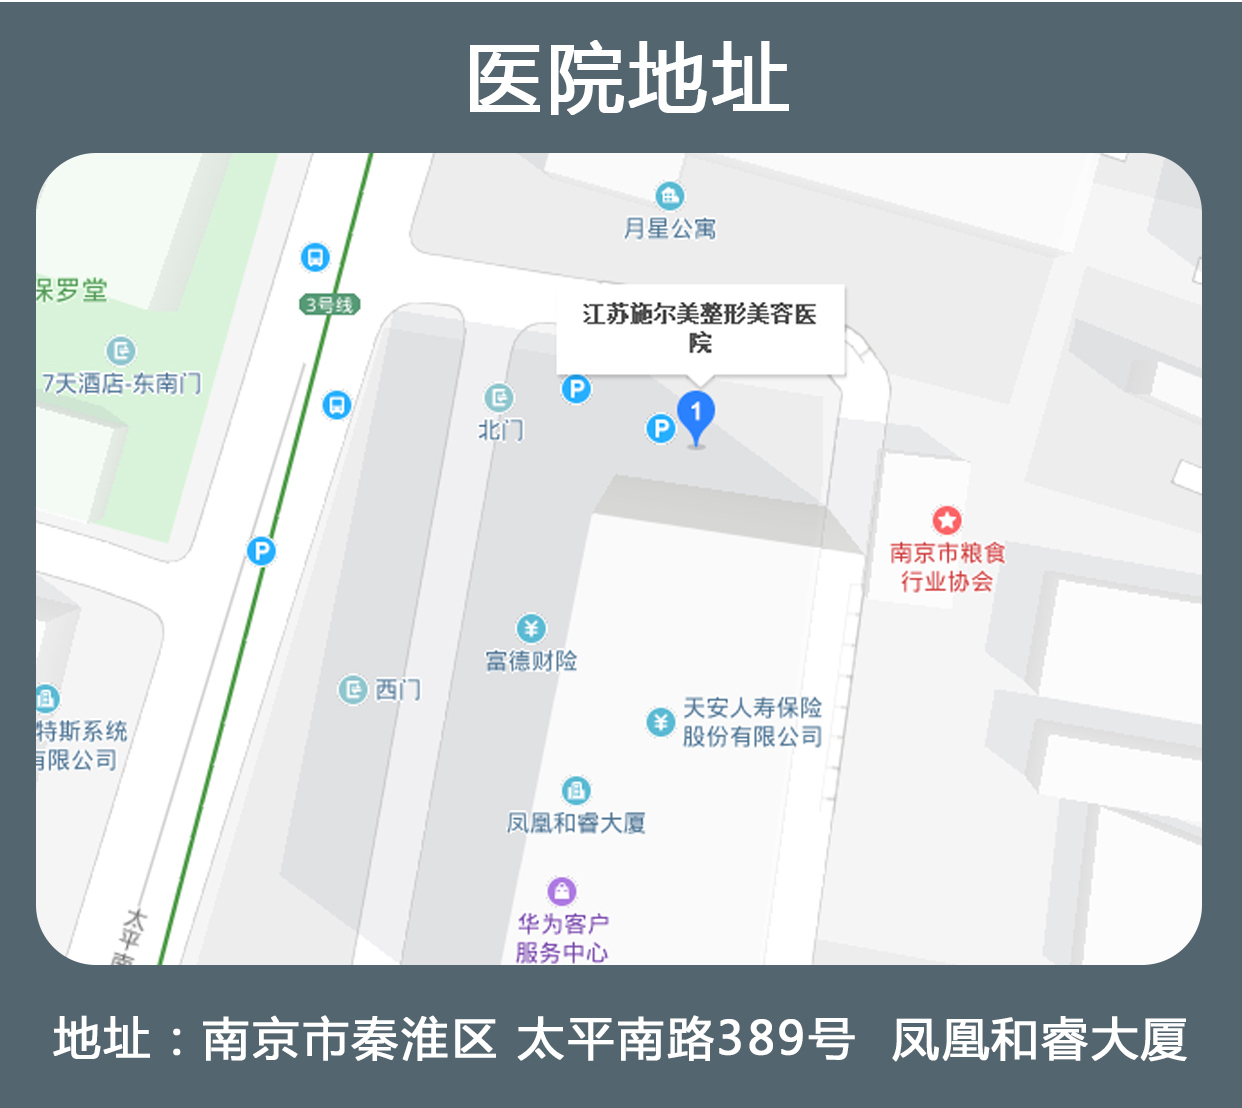 医院地址
月星公寓
保罗堂
3号线
江苏施尔美整形美容医
院
7天酒店-东南门
P
北门
P
1
南京市粮食
行业协会
P
富德财险
西门
天安人寿保险
股份有限公司
特斯系统
有限公司
凤凰和睿大厦
华为客户
服务中心
太平南
地址：南京市秦淮区 太平南路389号 凤凰和睿大厦